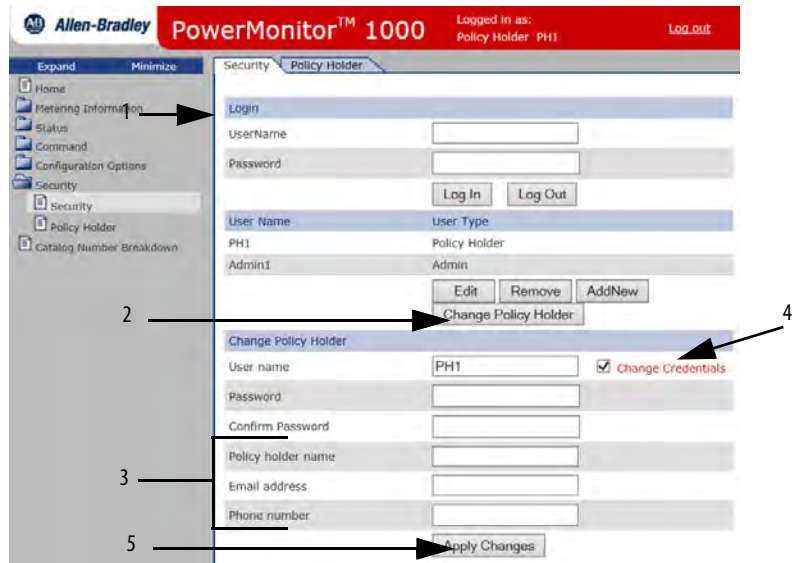 AB Allen-Bradley PowerMonitor™ 1000 Logged in as: Policy Holder PH1 Log out
Expand Minimize
Home
Metering Information
Status
Command
Configuration Options
Security
Security
Policy Holder
Catalog Number Breakdown
Security Policy Holder
1 Login
UserName
Password
Log In Log Out
User Name User Type
PH1 Policy Holder
Admin1 Admin
Edit Remove AddNew
2 Change Policy Holder
Change Policy Holder
4
User name PH1 Change Credentials
Password
Confirm Password
3
Policy holder name
Email address
Phone number
5 Apply Changes